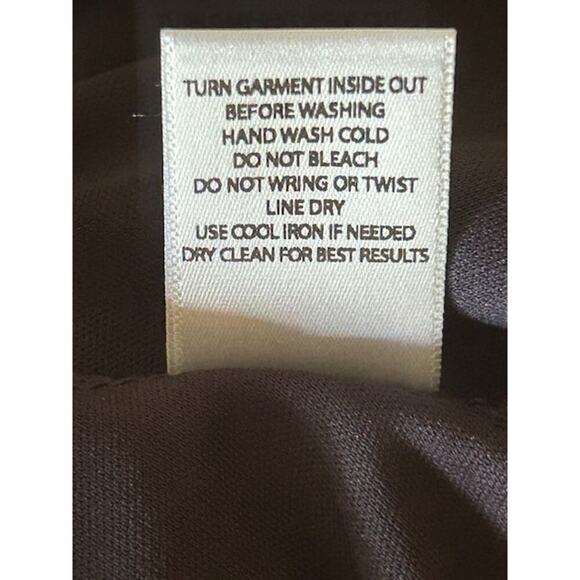 TURN GARMENT INSIDE OUT
BEFORE WASHING
HAND WASH COLD
DO NOT BLEACH
DO NOT WRING OR TWIST
LINE DRY
USE COOL IRON IF NEEDED
DRY CLEAN FOR BEST RESULTS